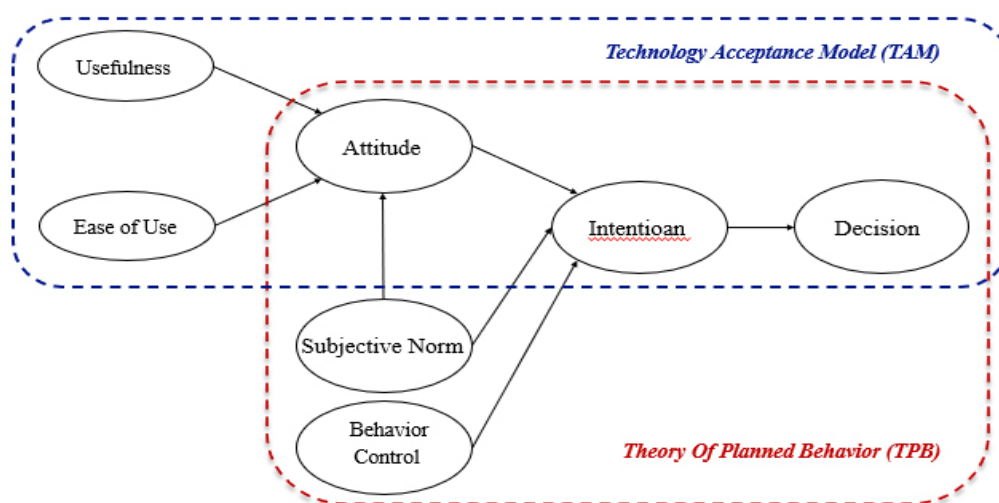 Technology Acceptance Model (TAM)
Usefulness
Attitude
Ease of Use
Intentioan
Decision
Subjective Norm
Behavior
Control
Theory Of Planned Behavior (TPB)